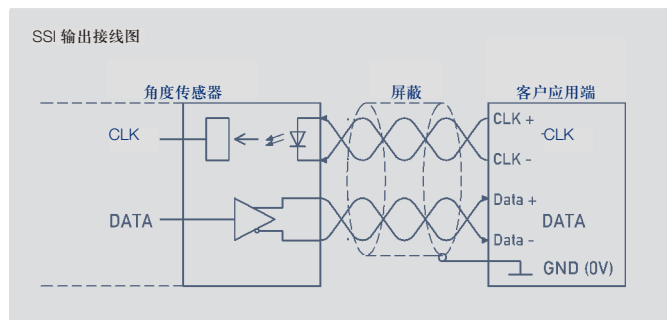 SSI 输出接线图
角度传感器
屏蔽
客户应用端
CLK
CLK +
-CLK
CLK -
DATA
Data +
DATA
Data -
GND (0V)